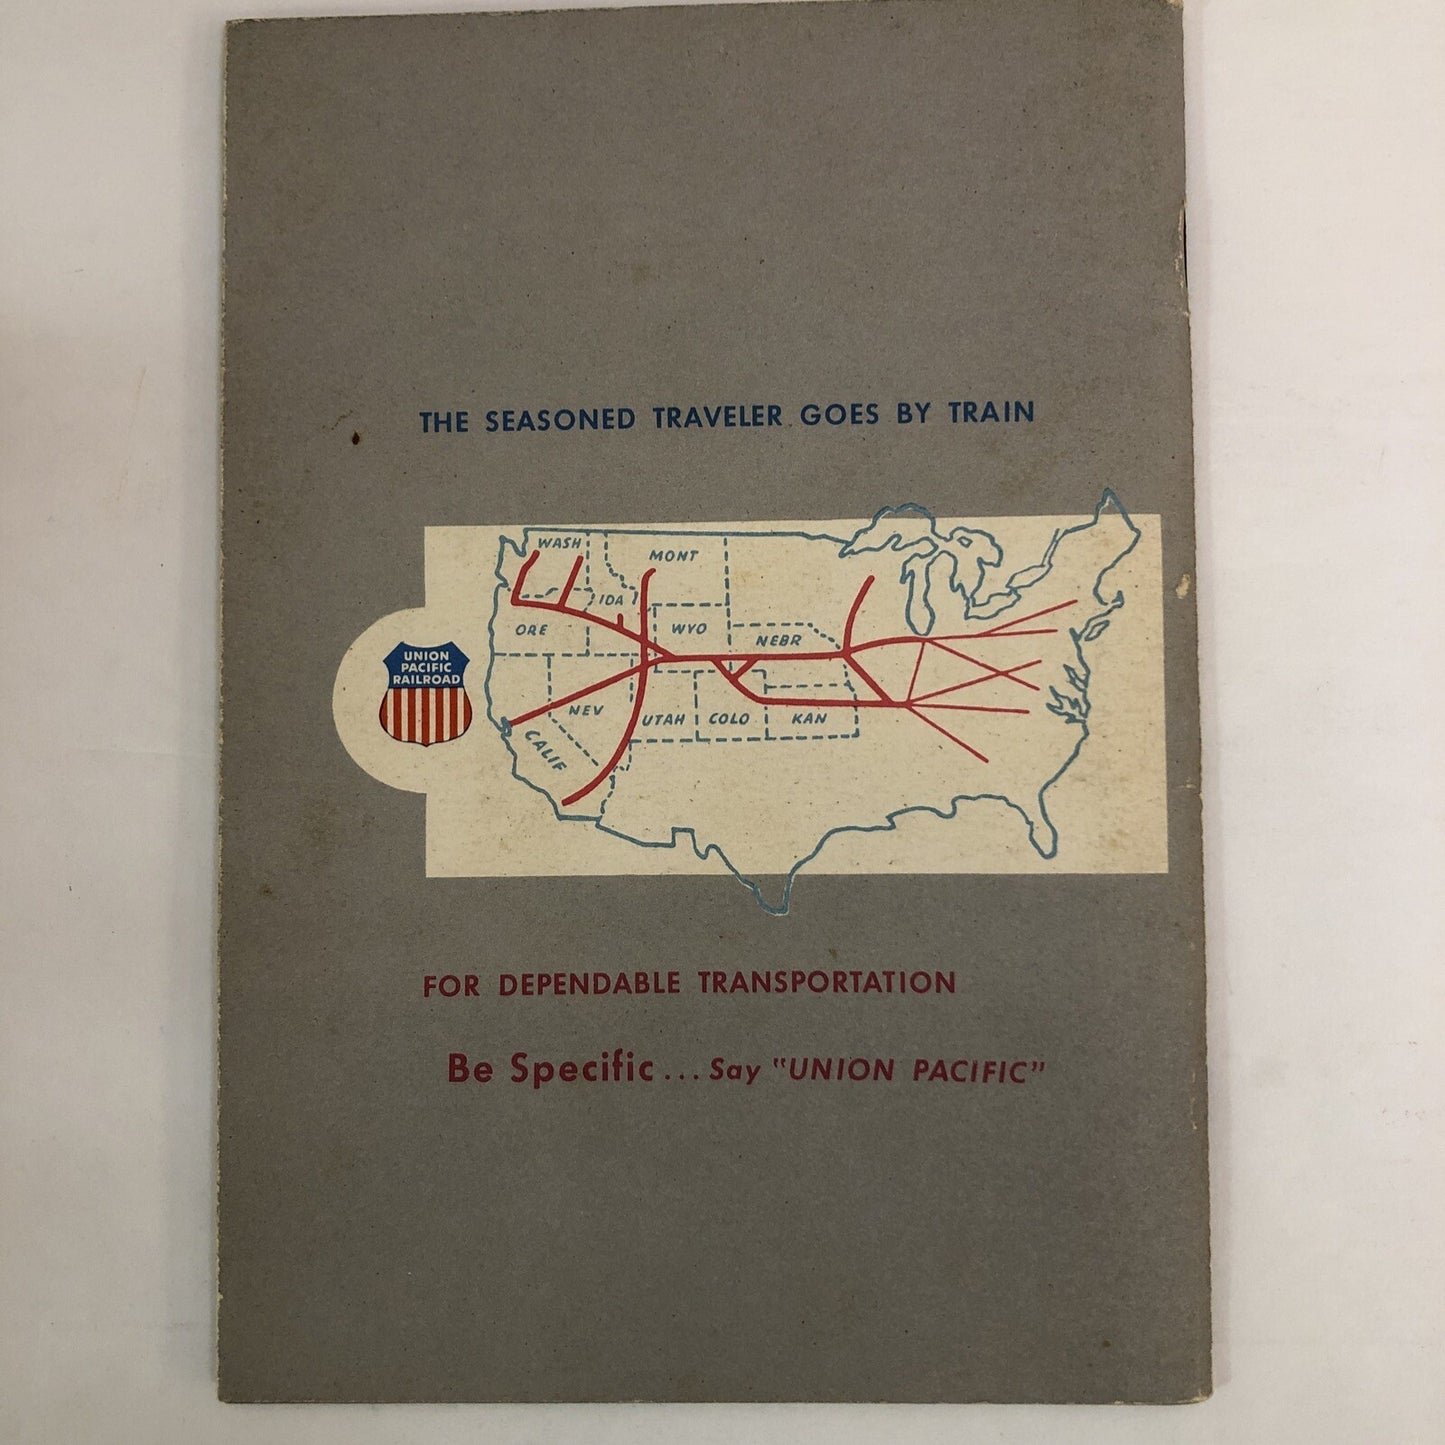 THE SEASONED TRAVELER GOES BY TRAIN
WASH
MONT
IDA
ORE
WYO
NEBR
UNION
PACIFIC
RAILROAD
NEV
UTAH
COLO
KAN
CALIF
FOR DEPENDABLE TRANSPORTATION
Be Specific... Say "UNION PACIFIC"